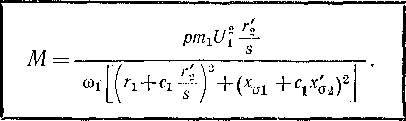 M = \frac{pm_1 U_1^2 \frac{r_2'}{s}}{\omega_1 \left[ \left( r_1 + c_1 \frac{r_2'}{s} \right)^2 + (x_{\sigma 1} + c_1 x_{\sigma 2}')^2 \right]} .